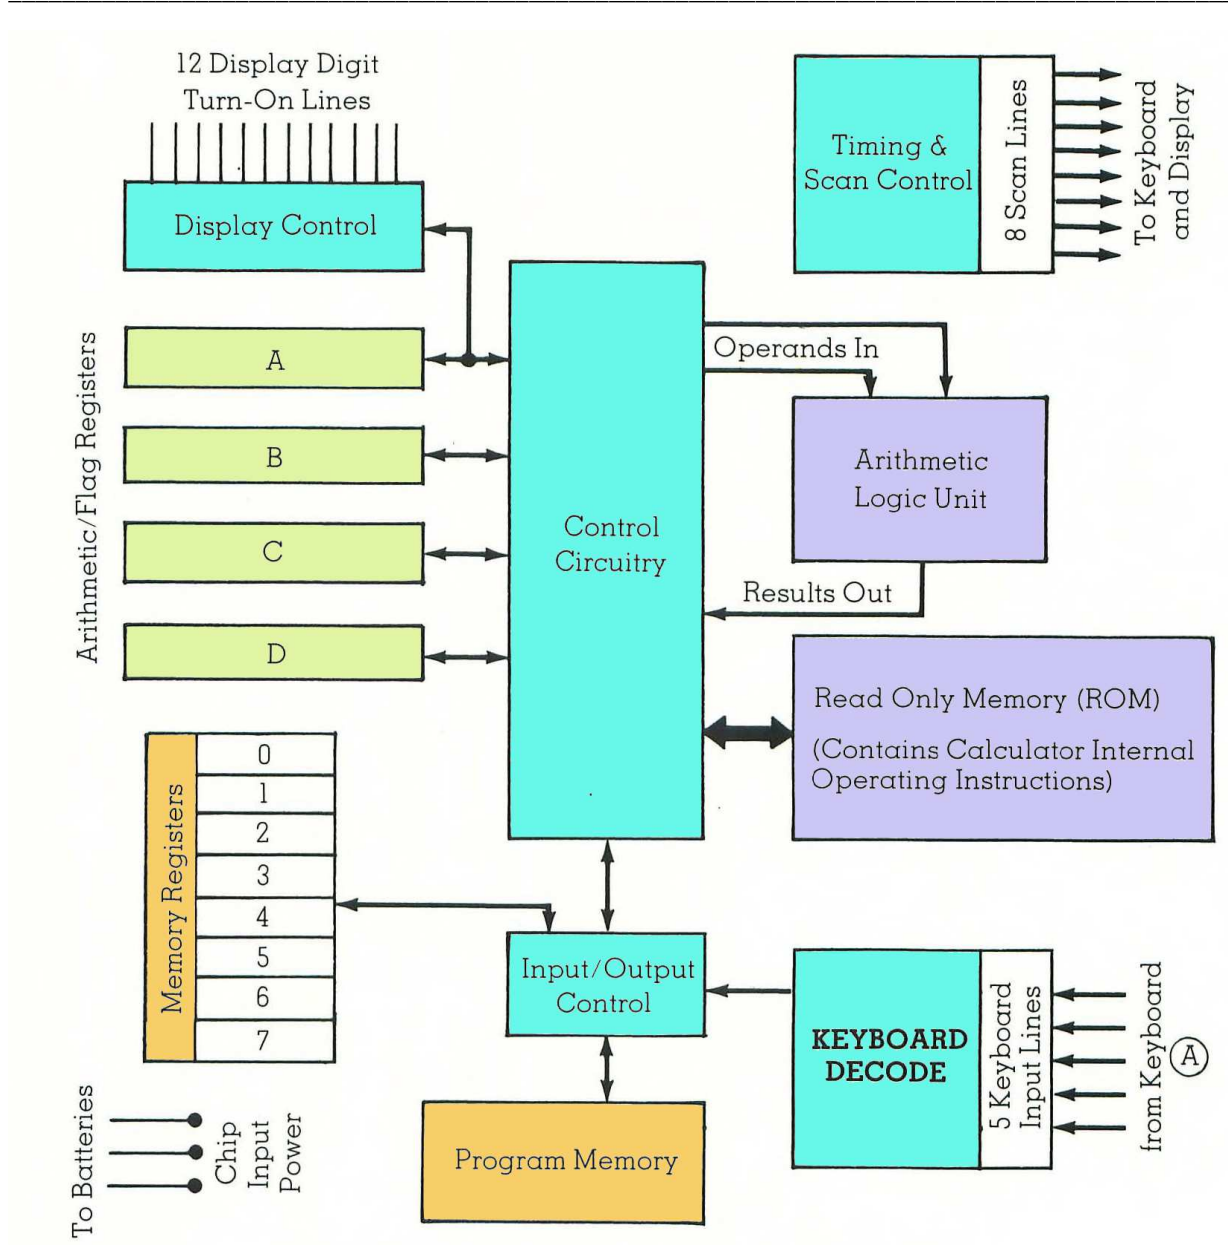 12 Display Digit
Turn-On Lines
Display Control
Timing &
Scan Control
8 Scan Lines
To Keyboard
and Display
Arithmetic/Flag Registers
A
B
C
D
Control
Circuitry
Operands In
Arithmetic
Logic Unit
Results Out
Read Only Memory (ROM)
(Contains Calculator Internal
Operating Instructions)
Memory Registers
0
1
2
3
4
5
6
7
Input/Output
Control
KEYBOARD
DECODE
5 Keyboard
Input Lines
from Keyboard
A
To Batteries
Chip
Input
Power
Program Memory